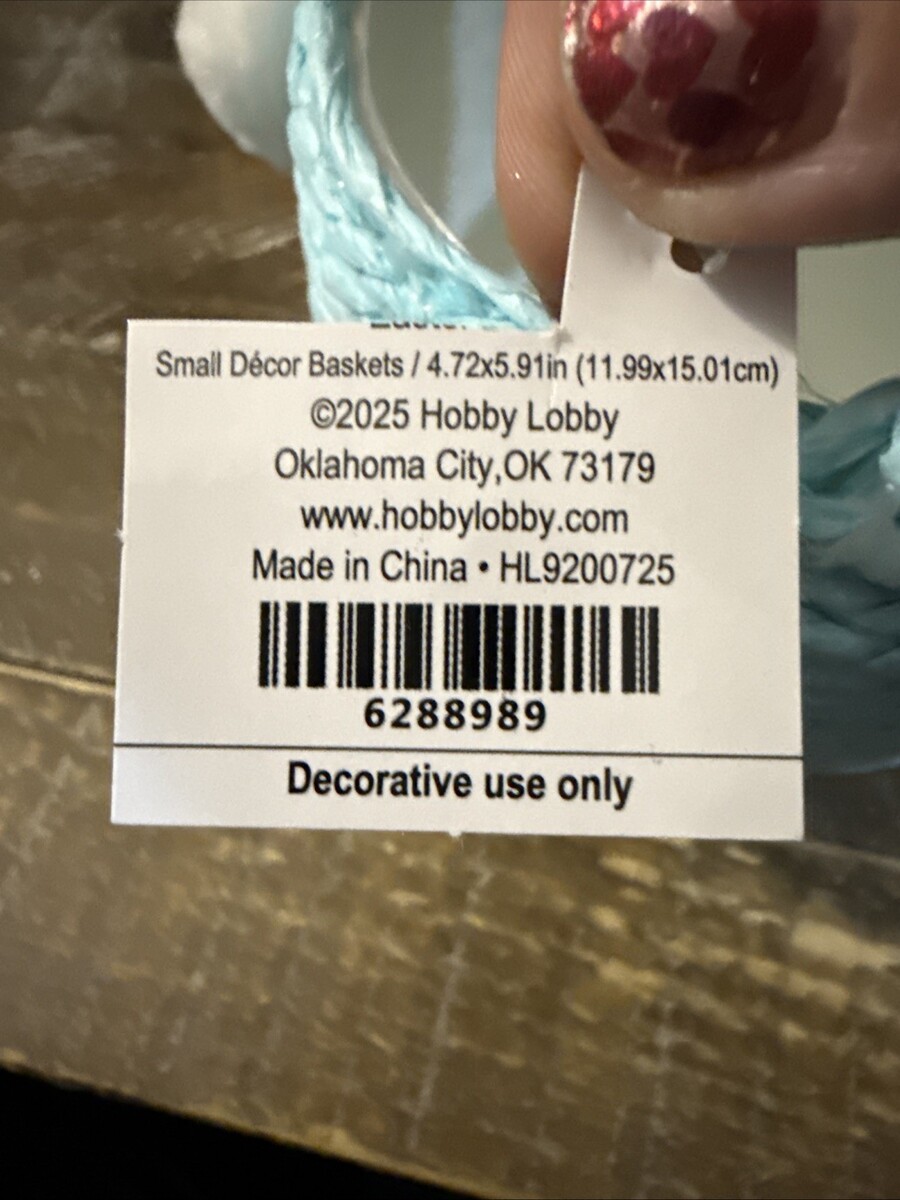 Small Décor Baskets / 4.72x5.91in (11.99x15.01cm)
©2025 Hobby Lobby
Oklahoma City,OK 73179
www.hobbylobby.com
Made in China • HL9200725
6288989
Decorative use only